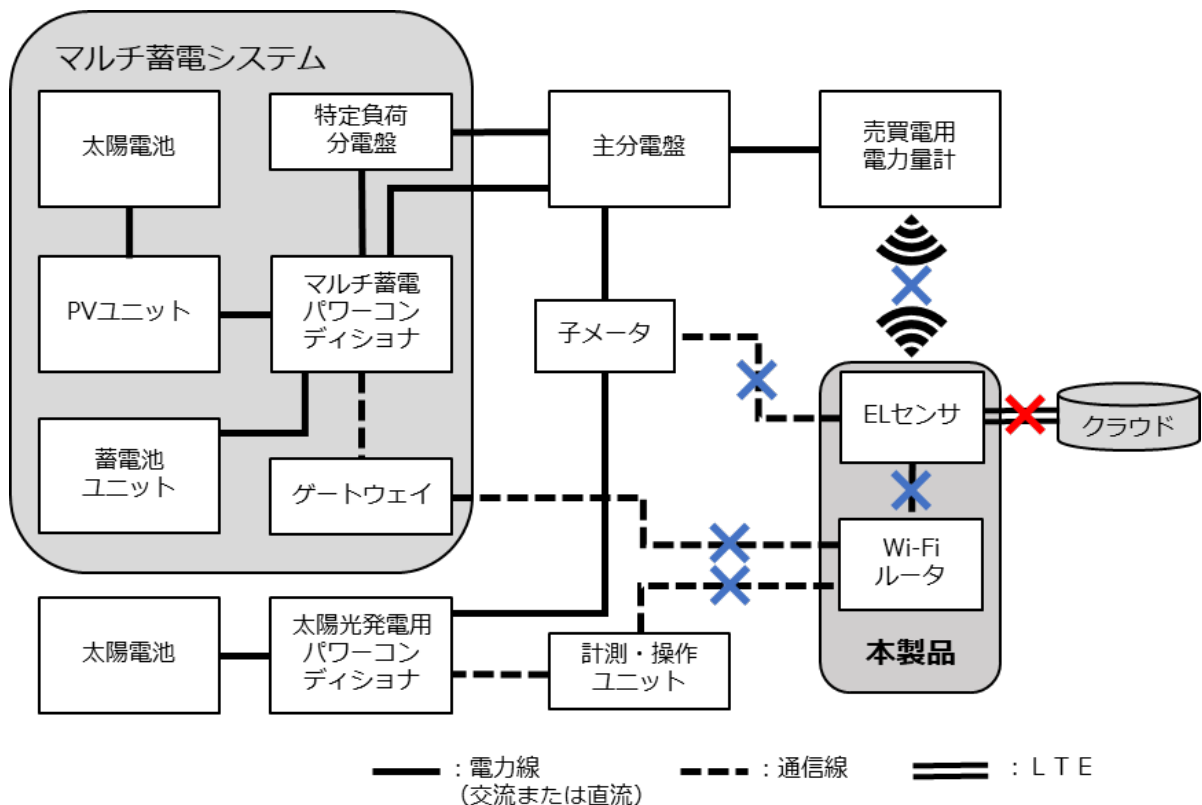 マルチ蓄電システム
太陽電池
特定負荷
分電盤
主分電盤
売買電用
電力量計
PVユニット
マルチ蓄電
パワーコン
ディショナ
子メータ
ELセンサ
クラウド
蓄電池
ユニット
ゲートウェイ
Wi-Fi
ルータ
本製品
太陽電池
太陽光発電用
パワーコン
ディショナ
計測・操作
ユニット
：電力線
（交流または直流）
：通信線
：ＬＴＥ